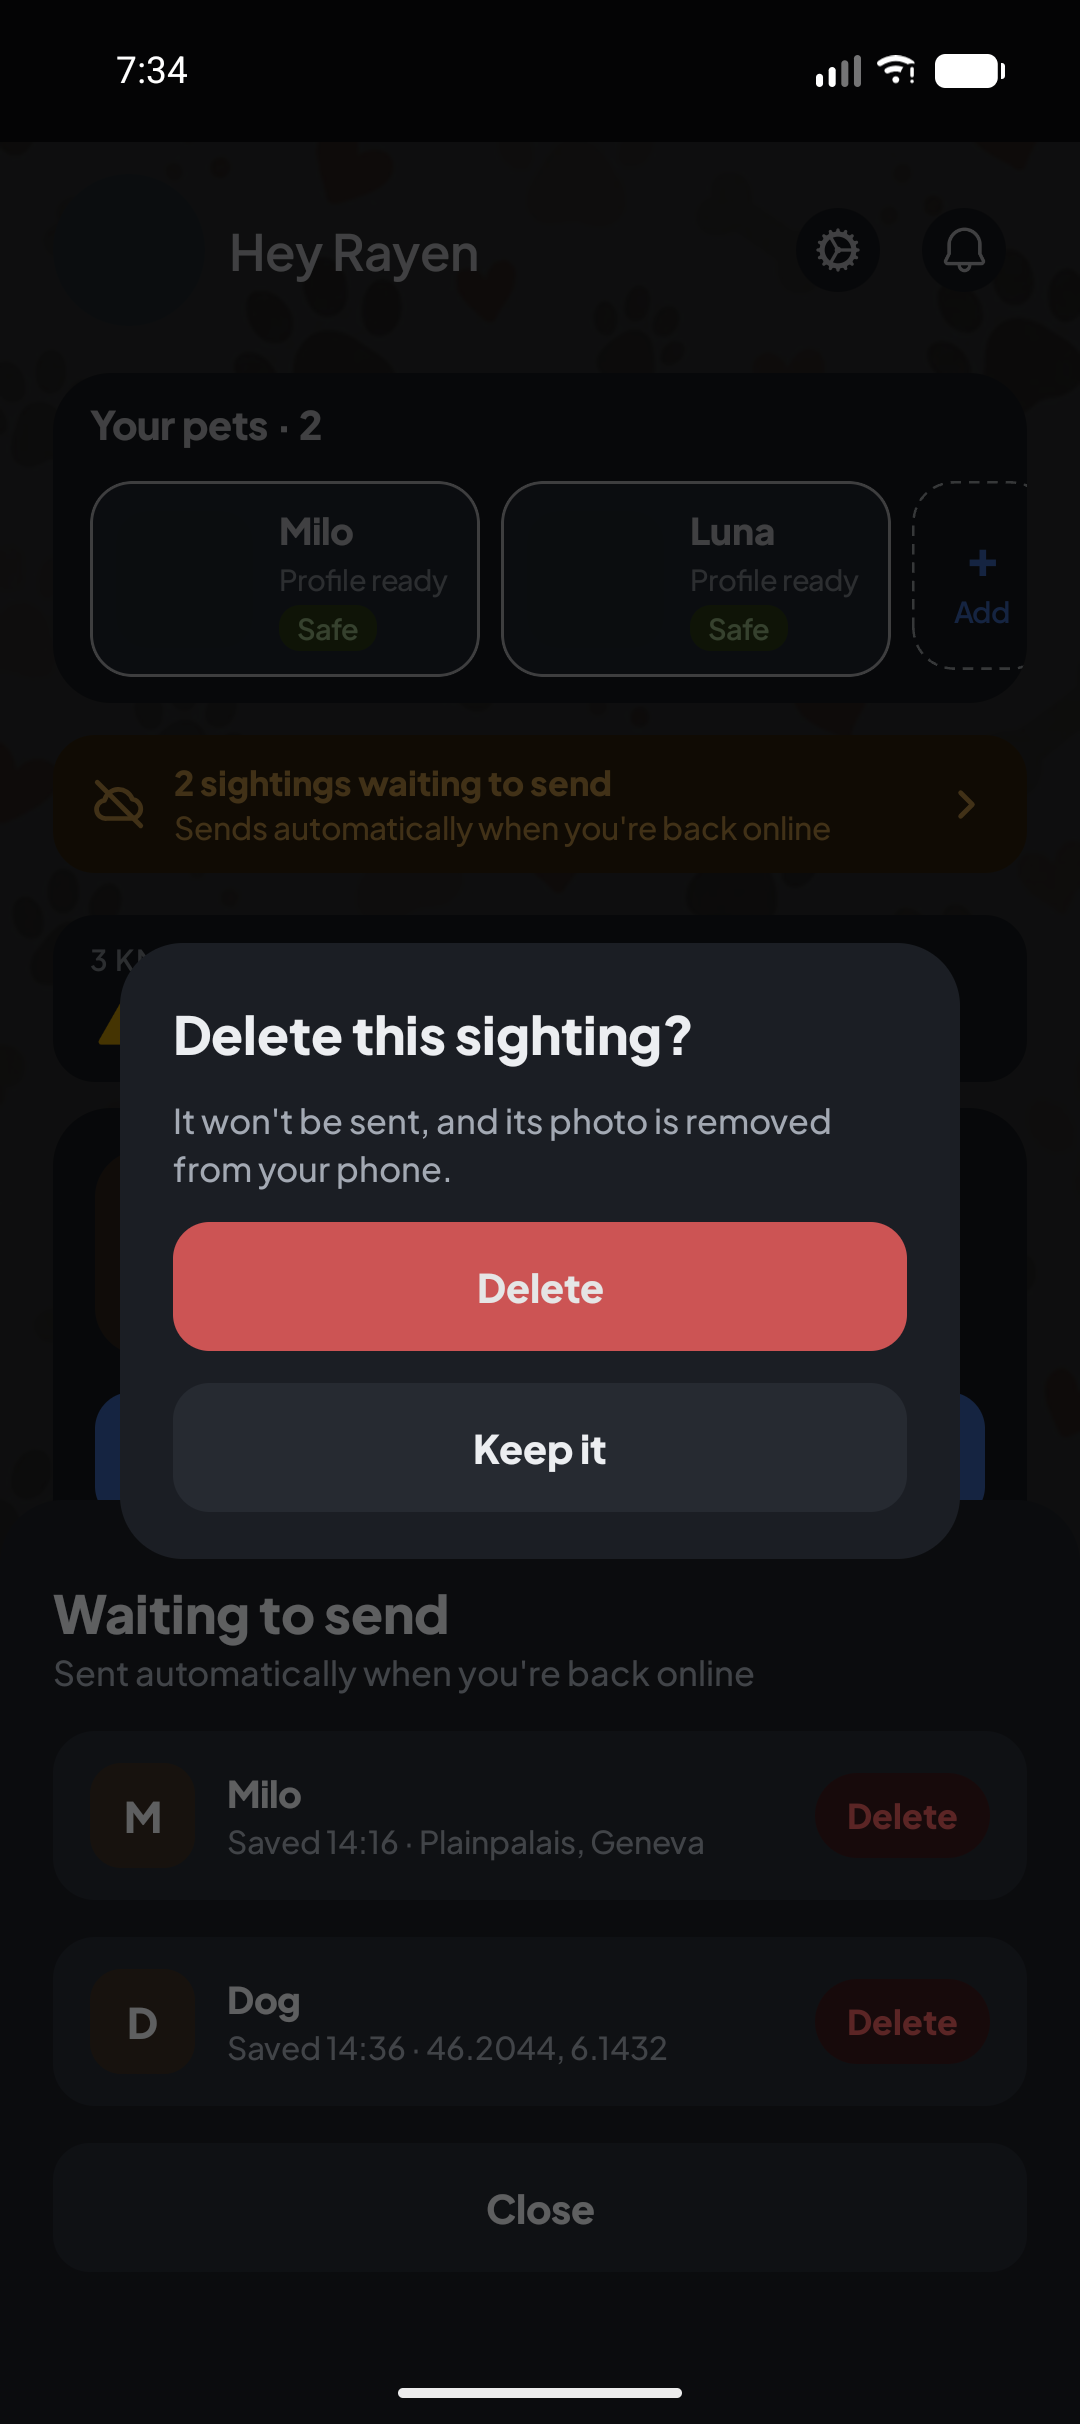 7:34
Hey Rayen
Your pets · 2
Milo
Profile ready
Safe
Luna
Profile ready
Safe
+
Add
2 sightings waiting to send
Sends automatically when you're back online
3
Delete this sighting?
It won't be sent, and its photo is removed
from your phone.
Delete
Keep it
Waiting to send
Sent automatically when you're back online
M
Milo
Saved 14:16 · Plainpalais, Geneva
Delete
D
Dog
Saved 14:36 · 46.2044, 6.1432
Delete
Close